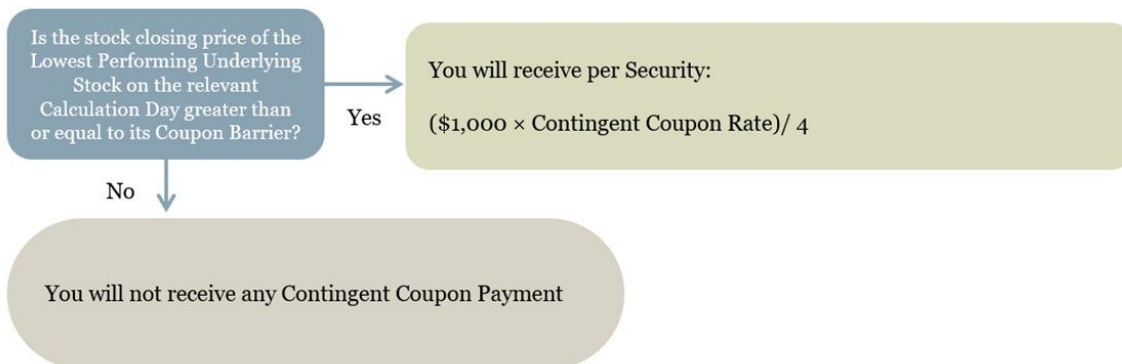 Is the stock closing price of the
Lowest Performing Underlying
Stock on the relevant
Calculation Day greater than
or equal to its Coupon Barrier?
Yes
You will receive per Security:
($1,000 × Contingent Coupon Rate)/ 4
No
You will not receive any Contingent Coupon Payment